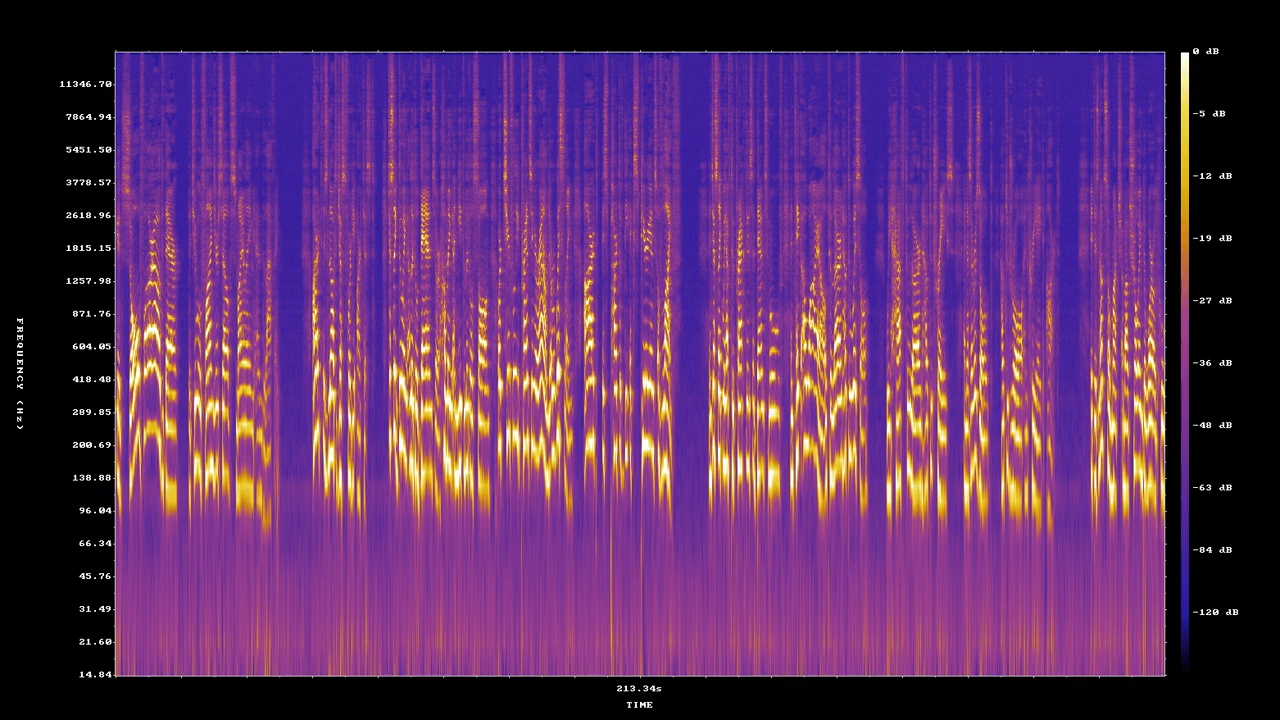 0 dB
11346.70
-5 dB
7864.94
5451.50
-12 dB
3778.57
2618.96
-19 dB
1815.15
1257.98
-27 dB
871.76
FREQUENCY (Hz)
604.05
-36 dB
418.48
289.85
-48 dB
200.69
138.88
-63 dB
96.04
66.34
-84 dB
45.76
31.49
-120 dB
21.60
14.84
213.34s
TIME